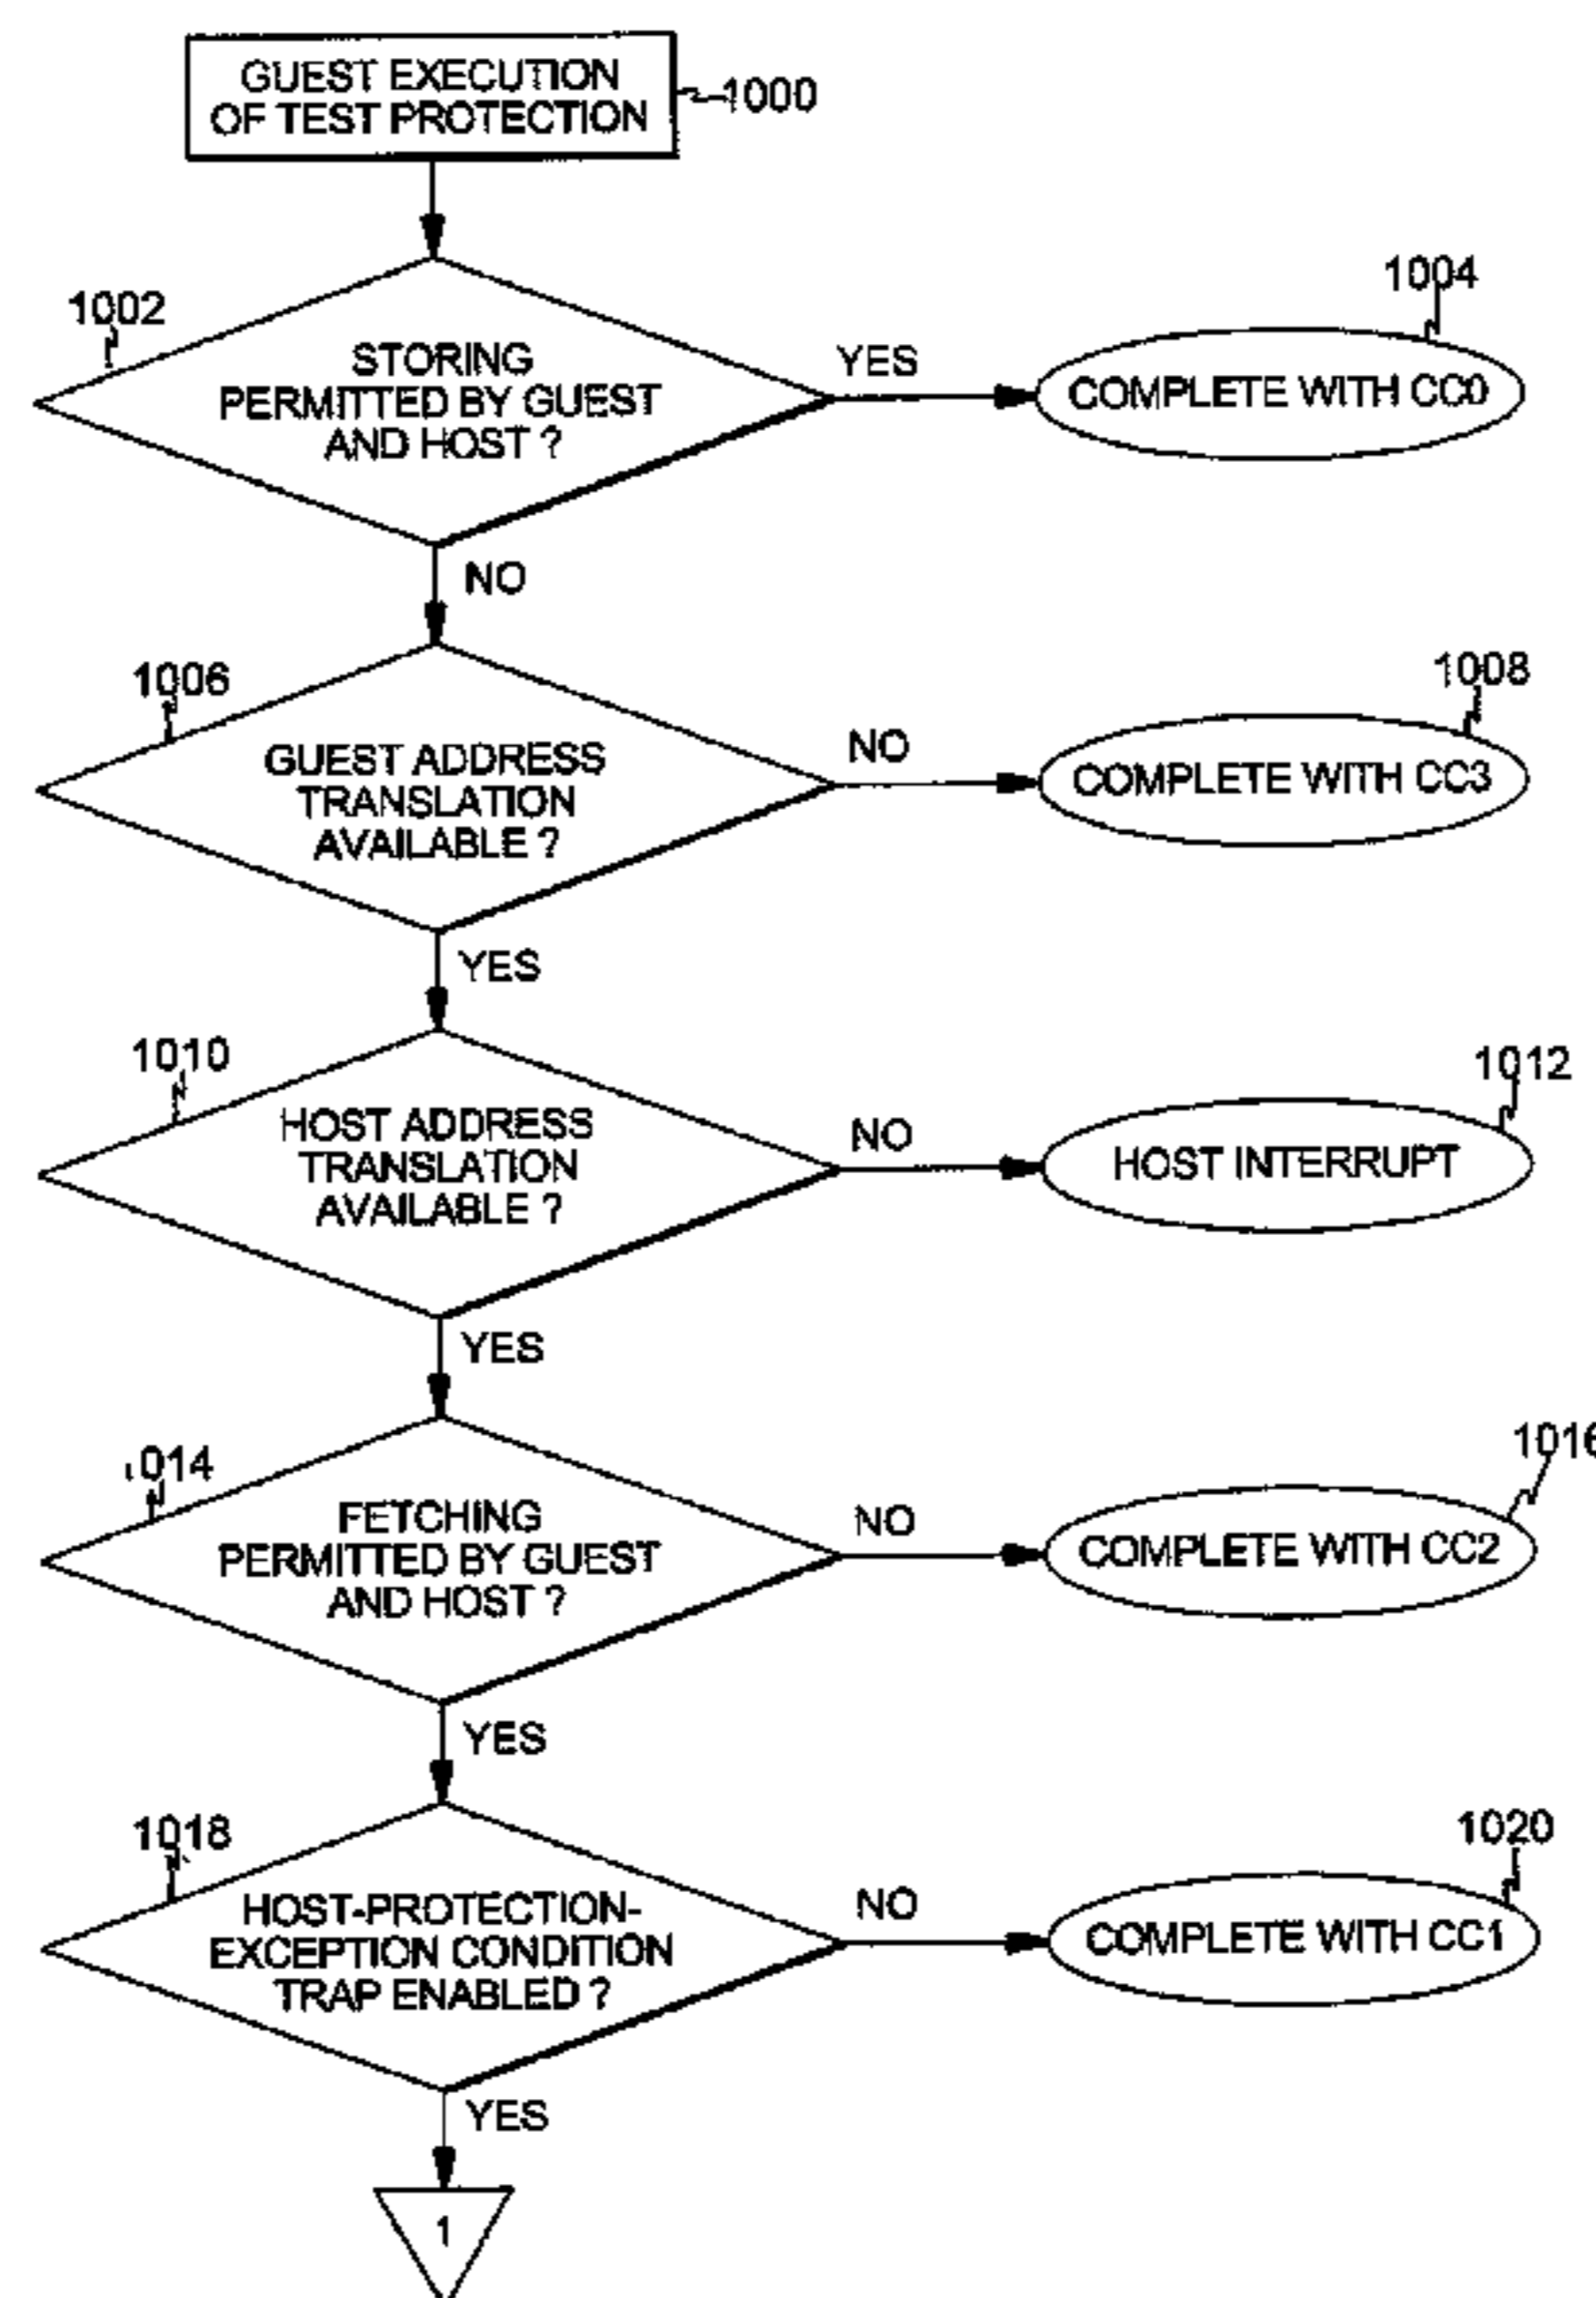 GUEST EXECUTION
OF TEST PROTECTION
1000
1002
STORING
PERMITTED BY GUEST
AND HOST ?
YES
1004
COMPLETE WITH CC0
NO
1006
GUEST ADDRESS
TRANSLATION
AVAILABLE ?
NO
1008
COMPLETE WITH CC3
YES
1010
HOST ADDRESS
TRANSLATION
AVAILABLE ?
NO
1012
HOST INTERRUPT
YES
1014
FETCHING
PERMITTED BY GUEST
AND HOST ?
NO
1016
COMPLETE WITH CC2
YES
1018
HOST-PROTECTION-
EXCEPTION CONDITION
TRAP ENABLED ?
NO
1020
COMPLETE WITH CC1
YES
1